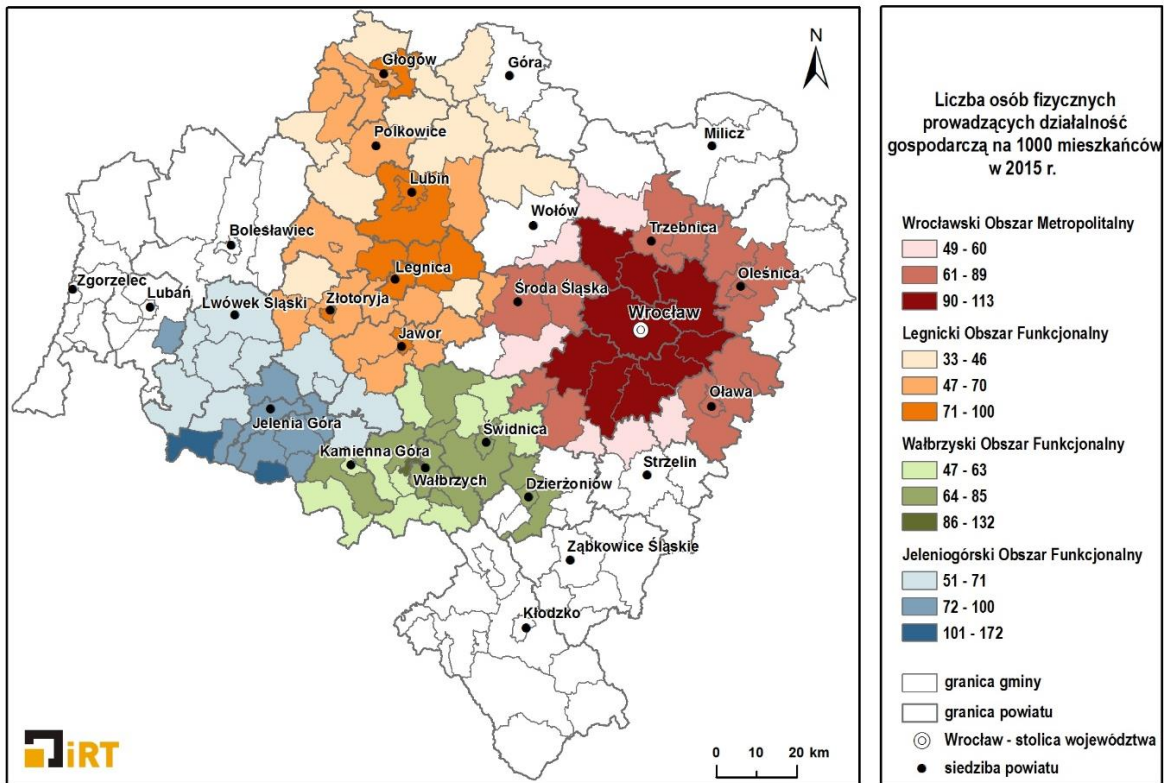 Głogów
Góra
N
Polkowice
Milicz
Lubin
Wołów
Trzebnica
Bolesławiec
Legnica
Oleśnica
Zgorzelec
Lubań
Lwówek Śląski
Złotoryja
Środa Śląska
Wrocław
Jawor
Oława
Jelenia Góra
Świdnica
Kamienna Góra
Wałbrzych
Strzelin
Dzierżoniów
Ząbkowice Śląskie
Kłodzko
iRT
0 10 20 km
Liczba osób fizycznych
prowadzących działalność
gospodarczą na 1000 mieszkańców
w 2015 r.
Wrocławski Obszar Metropolitalny
49 - 60
61 - 89
90 - 113
Legnicki Obszar Funkcjonalny
33 - 46
47 - 70
71 - 100
Wałbrzyski Obszar Funkcjonalny
47 - 63
64 - 85
86 - 132
Jeleniogórski Obszar Funkcjonalny
51 - 71
72 - 100
101 - 172
granica gminy
granica powiatu
Wrocław - stolica województwa
siedziba powiatu